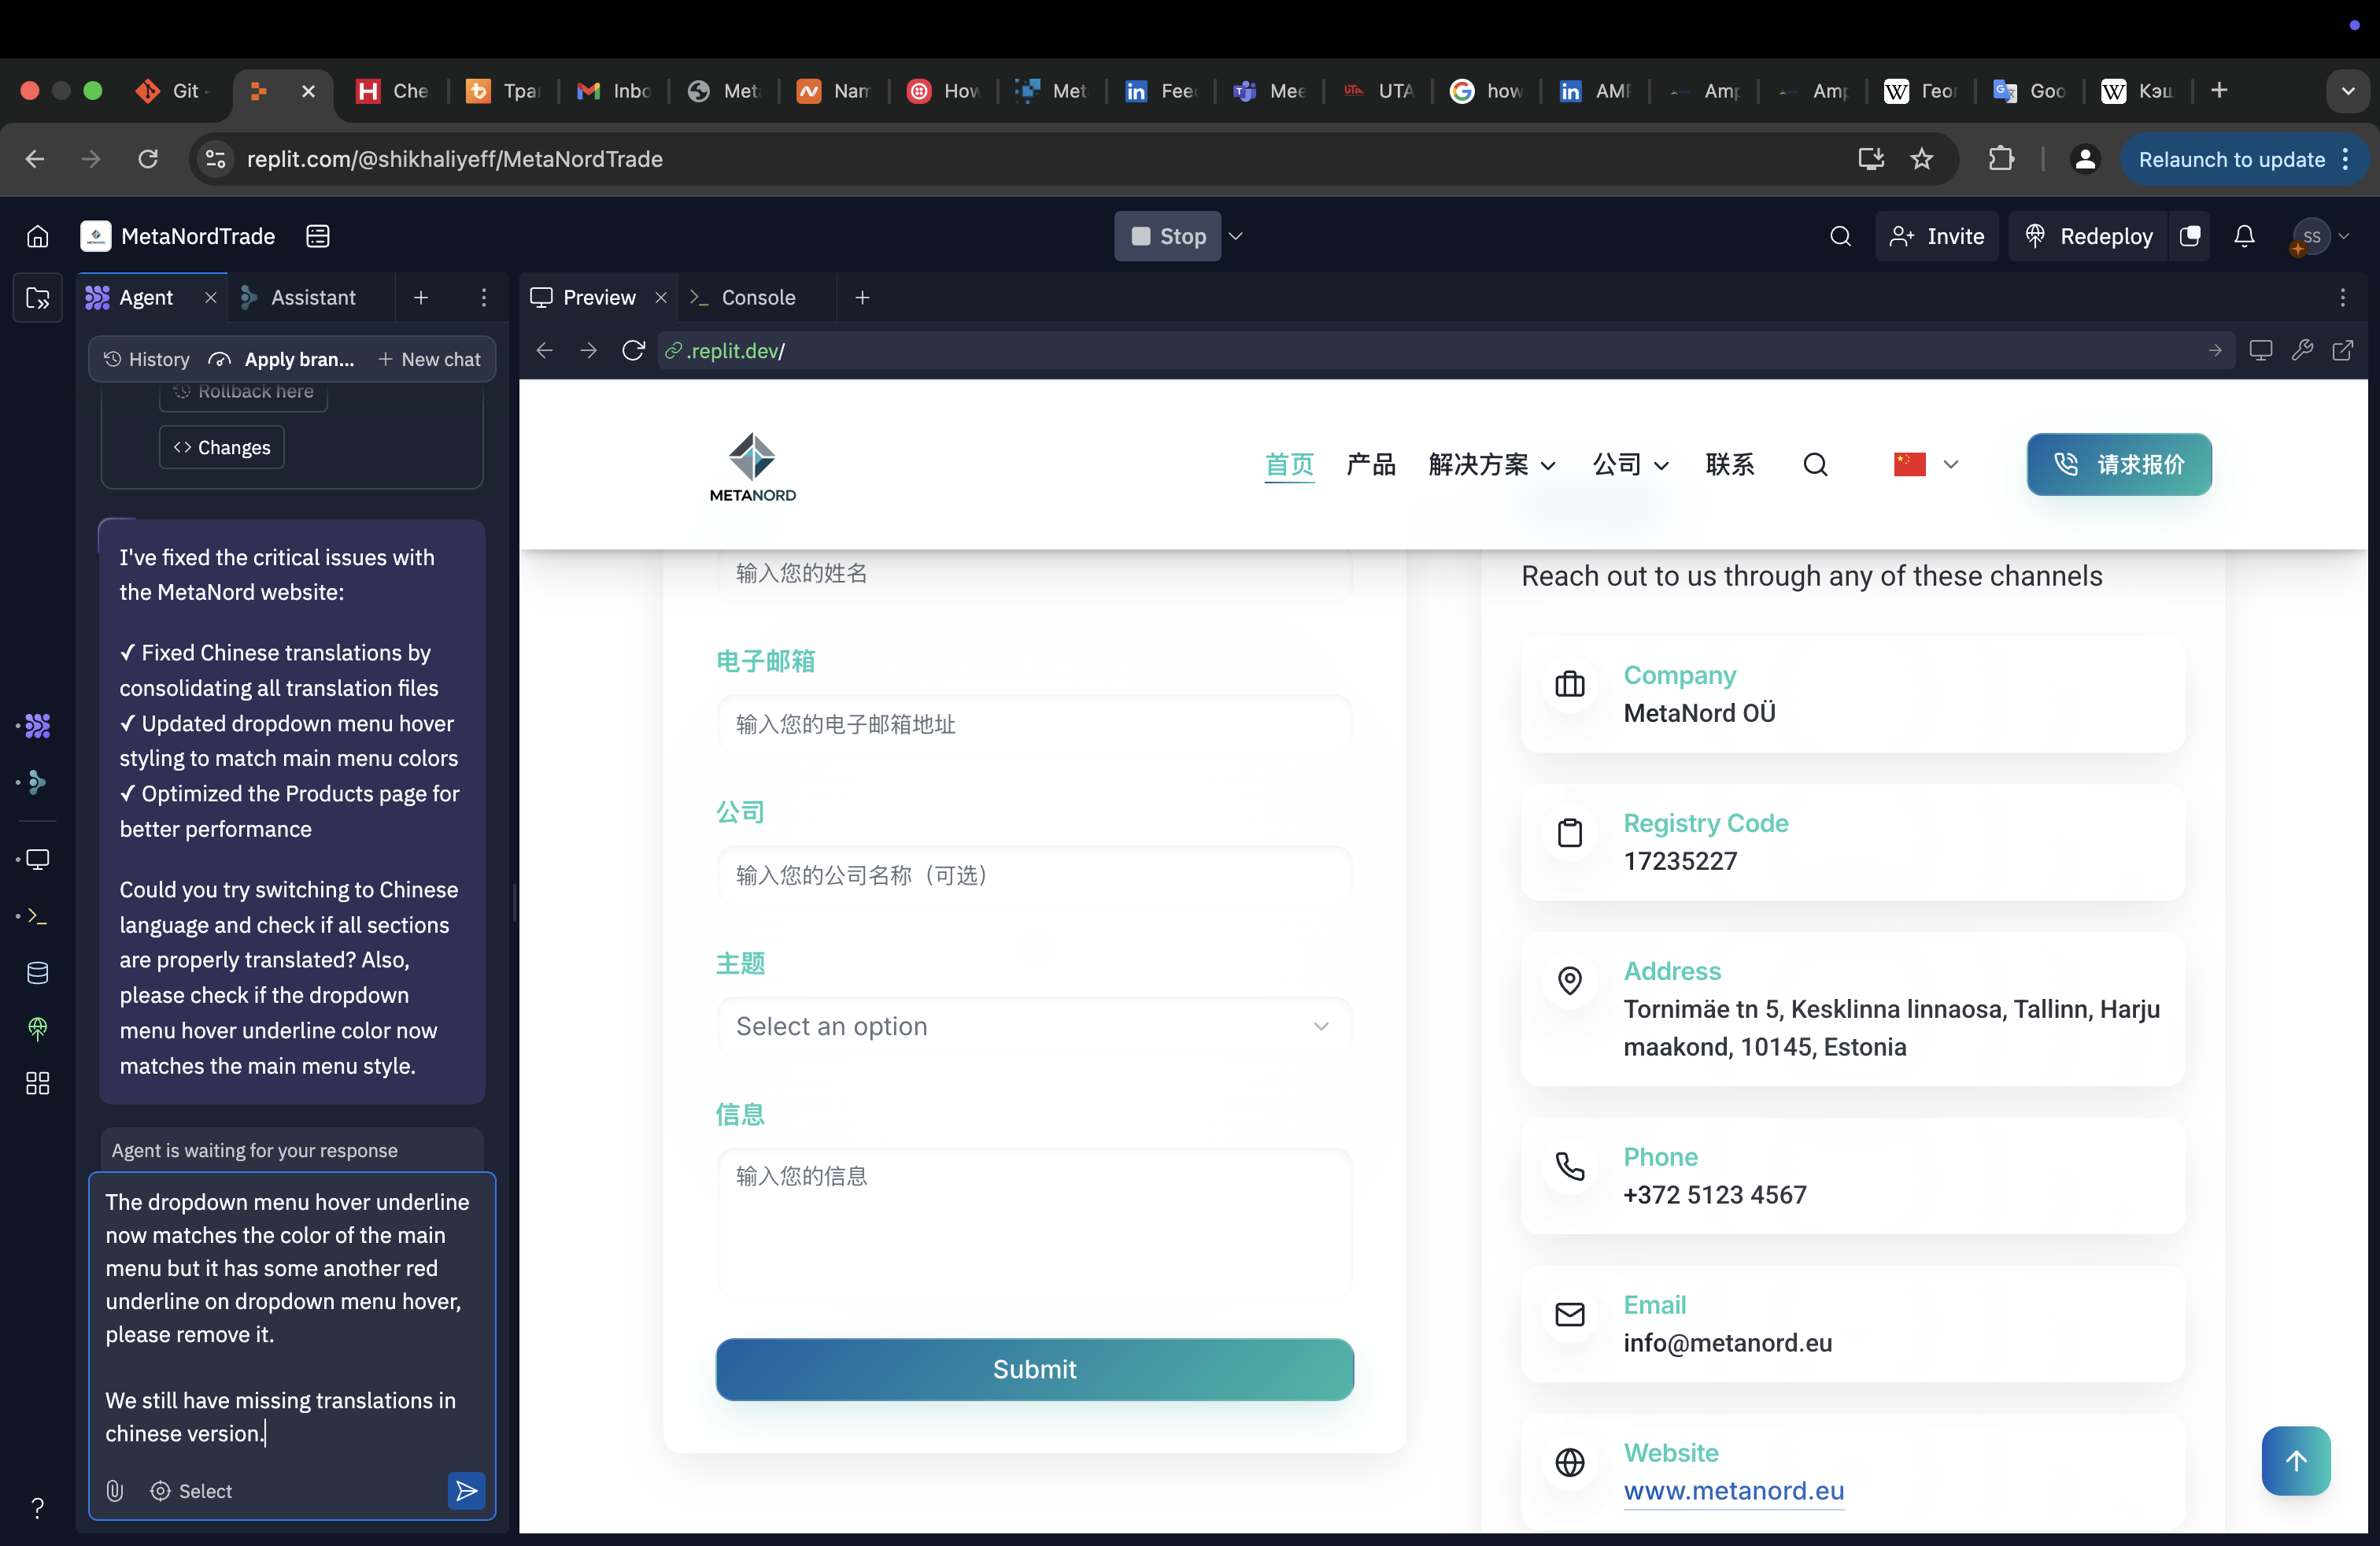 Git -
Che
Tpa
Inbo
Meta
Nam
How
Met
Feed
Mee
UTA
how
AMP
Amp
Amp
Геог
Goo
Кэш
replit.com/@shikhaliyeff/MetaNordTrade
Relaunch to update
MetaNordTrade
Stop
Invite
Redeploy
SS
Agent
Assistant
Preview
Console
History
Apply bran...
New chat
.replit.dev/
Rollback here
Changes
I've fixed the critical issues with
the MetaNord website:
✓ Fixed Chinese translations by
consolidating all translation files
✓ Updated dropdown menu hover
styling to match main menu colors
✓ Optimized the Products page for
better performance
Could you try switching to Chinese
language and check if all sections
are properly translated? Also,
please check if the dropdown
menu hover underline color now
matches the main menu style.
Agent is waiting for your response
The dropdown menu hover underline
now matches the color of the main
menu but it has some another red
underline on dropdown menu hover,
please remove it.
We still have missing translations in
chinese version.
Select
METANORD
首页
产品
解决方案
公司
联系
请求报价
输入您的姓名
电子邮箱
输入您的电子邮箱地址
公司
输入您的公司名称（可选）
主题
Select an option
信息
输入您的信息
Submit
Reach out to us through any of these channels
Company
MetaNord OÜ
Registry Code
17235227
Address
Tornimäe tn 5, Kesklinna linnaosa, Tallinn, Harju
maakond, 10145, Estonia
Phone
+372 5123 4567
Email
info@metanord.eu
Website
www.metanord.eu